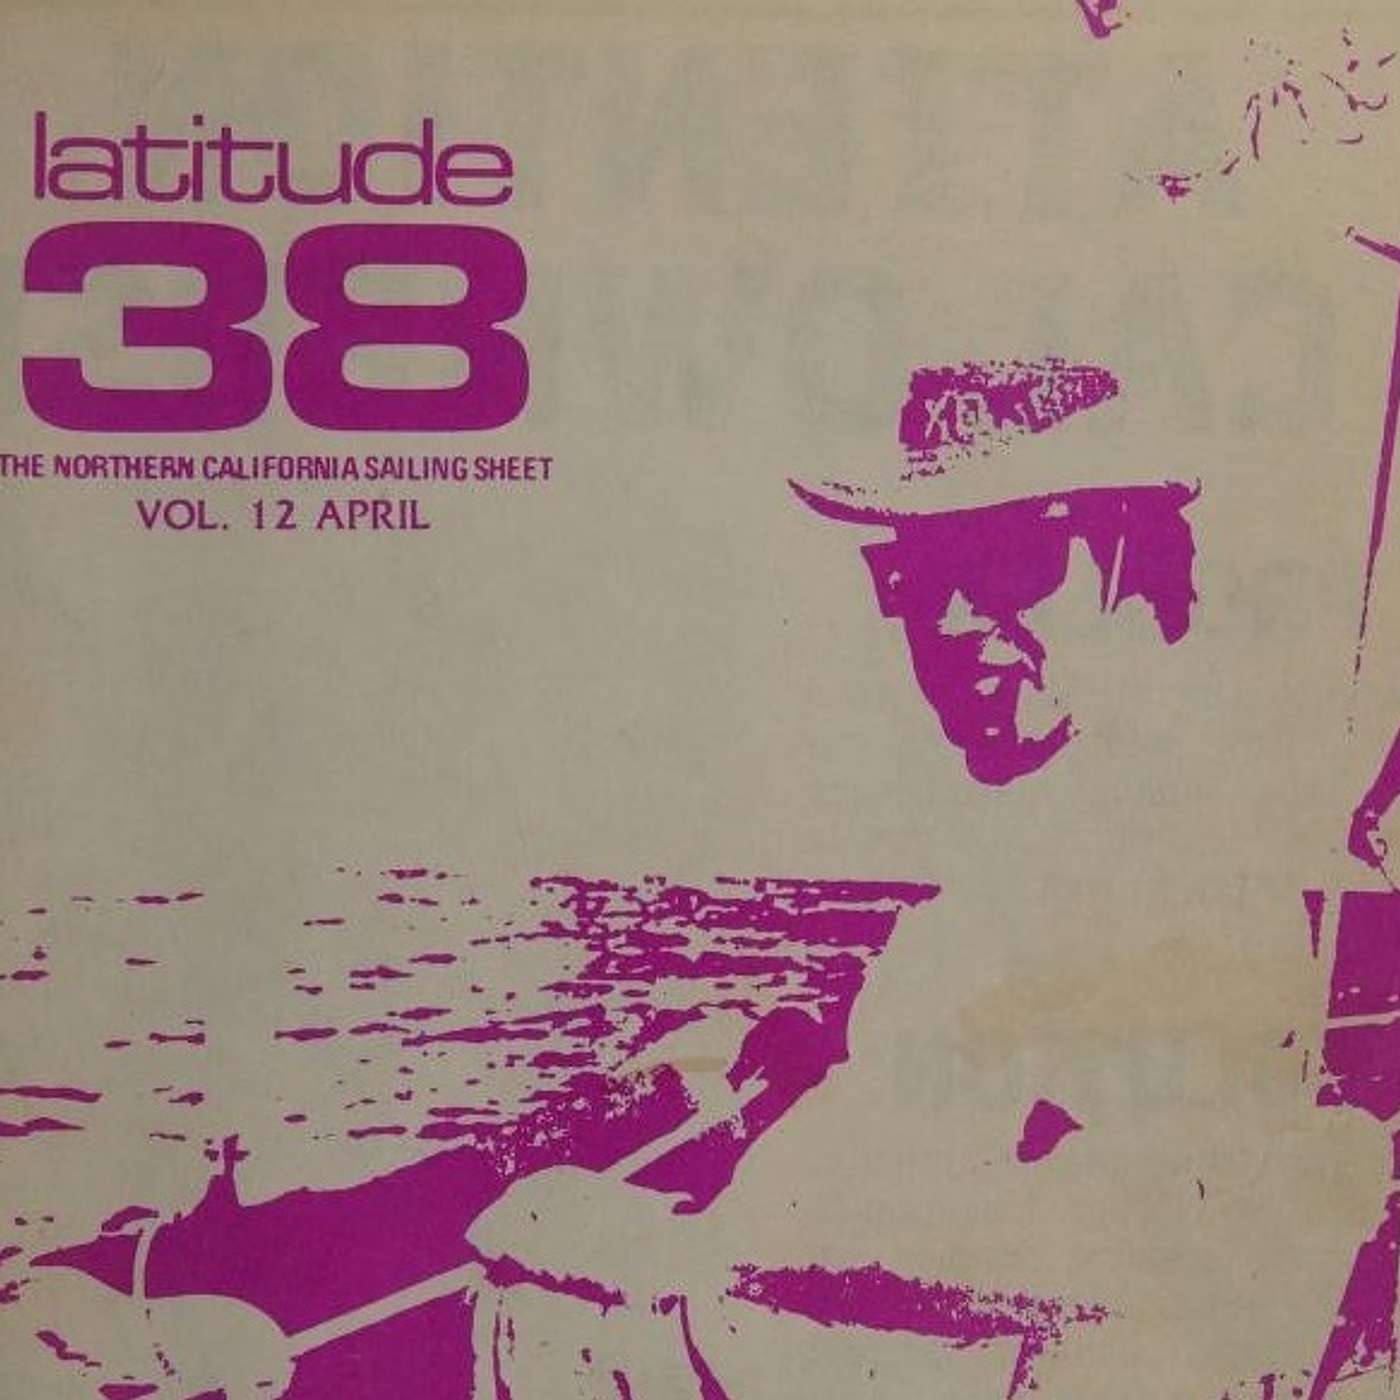 latitude
38
THE NORTHERN CALIFORNIA SAILING SHEET
VOL. 12 APRIL